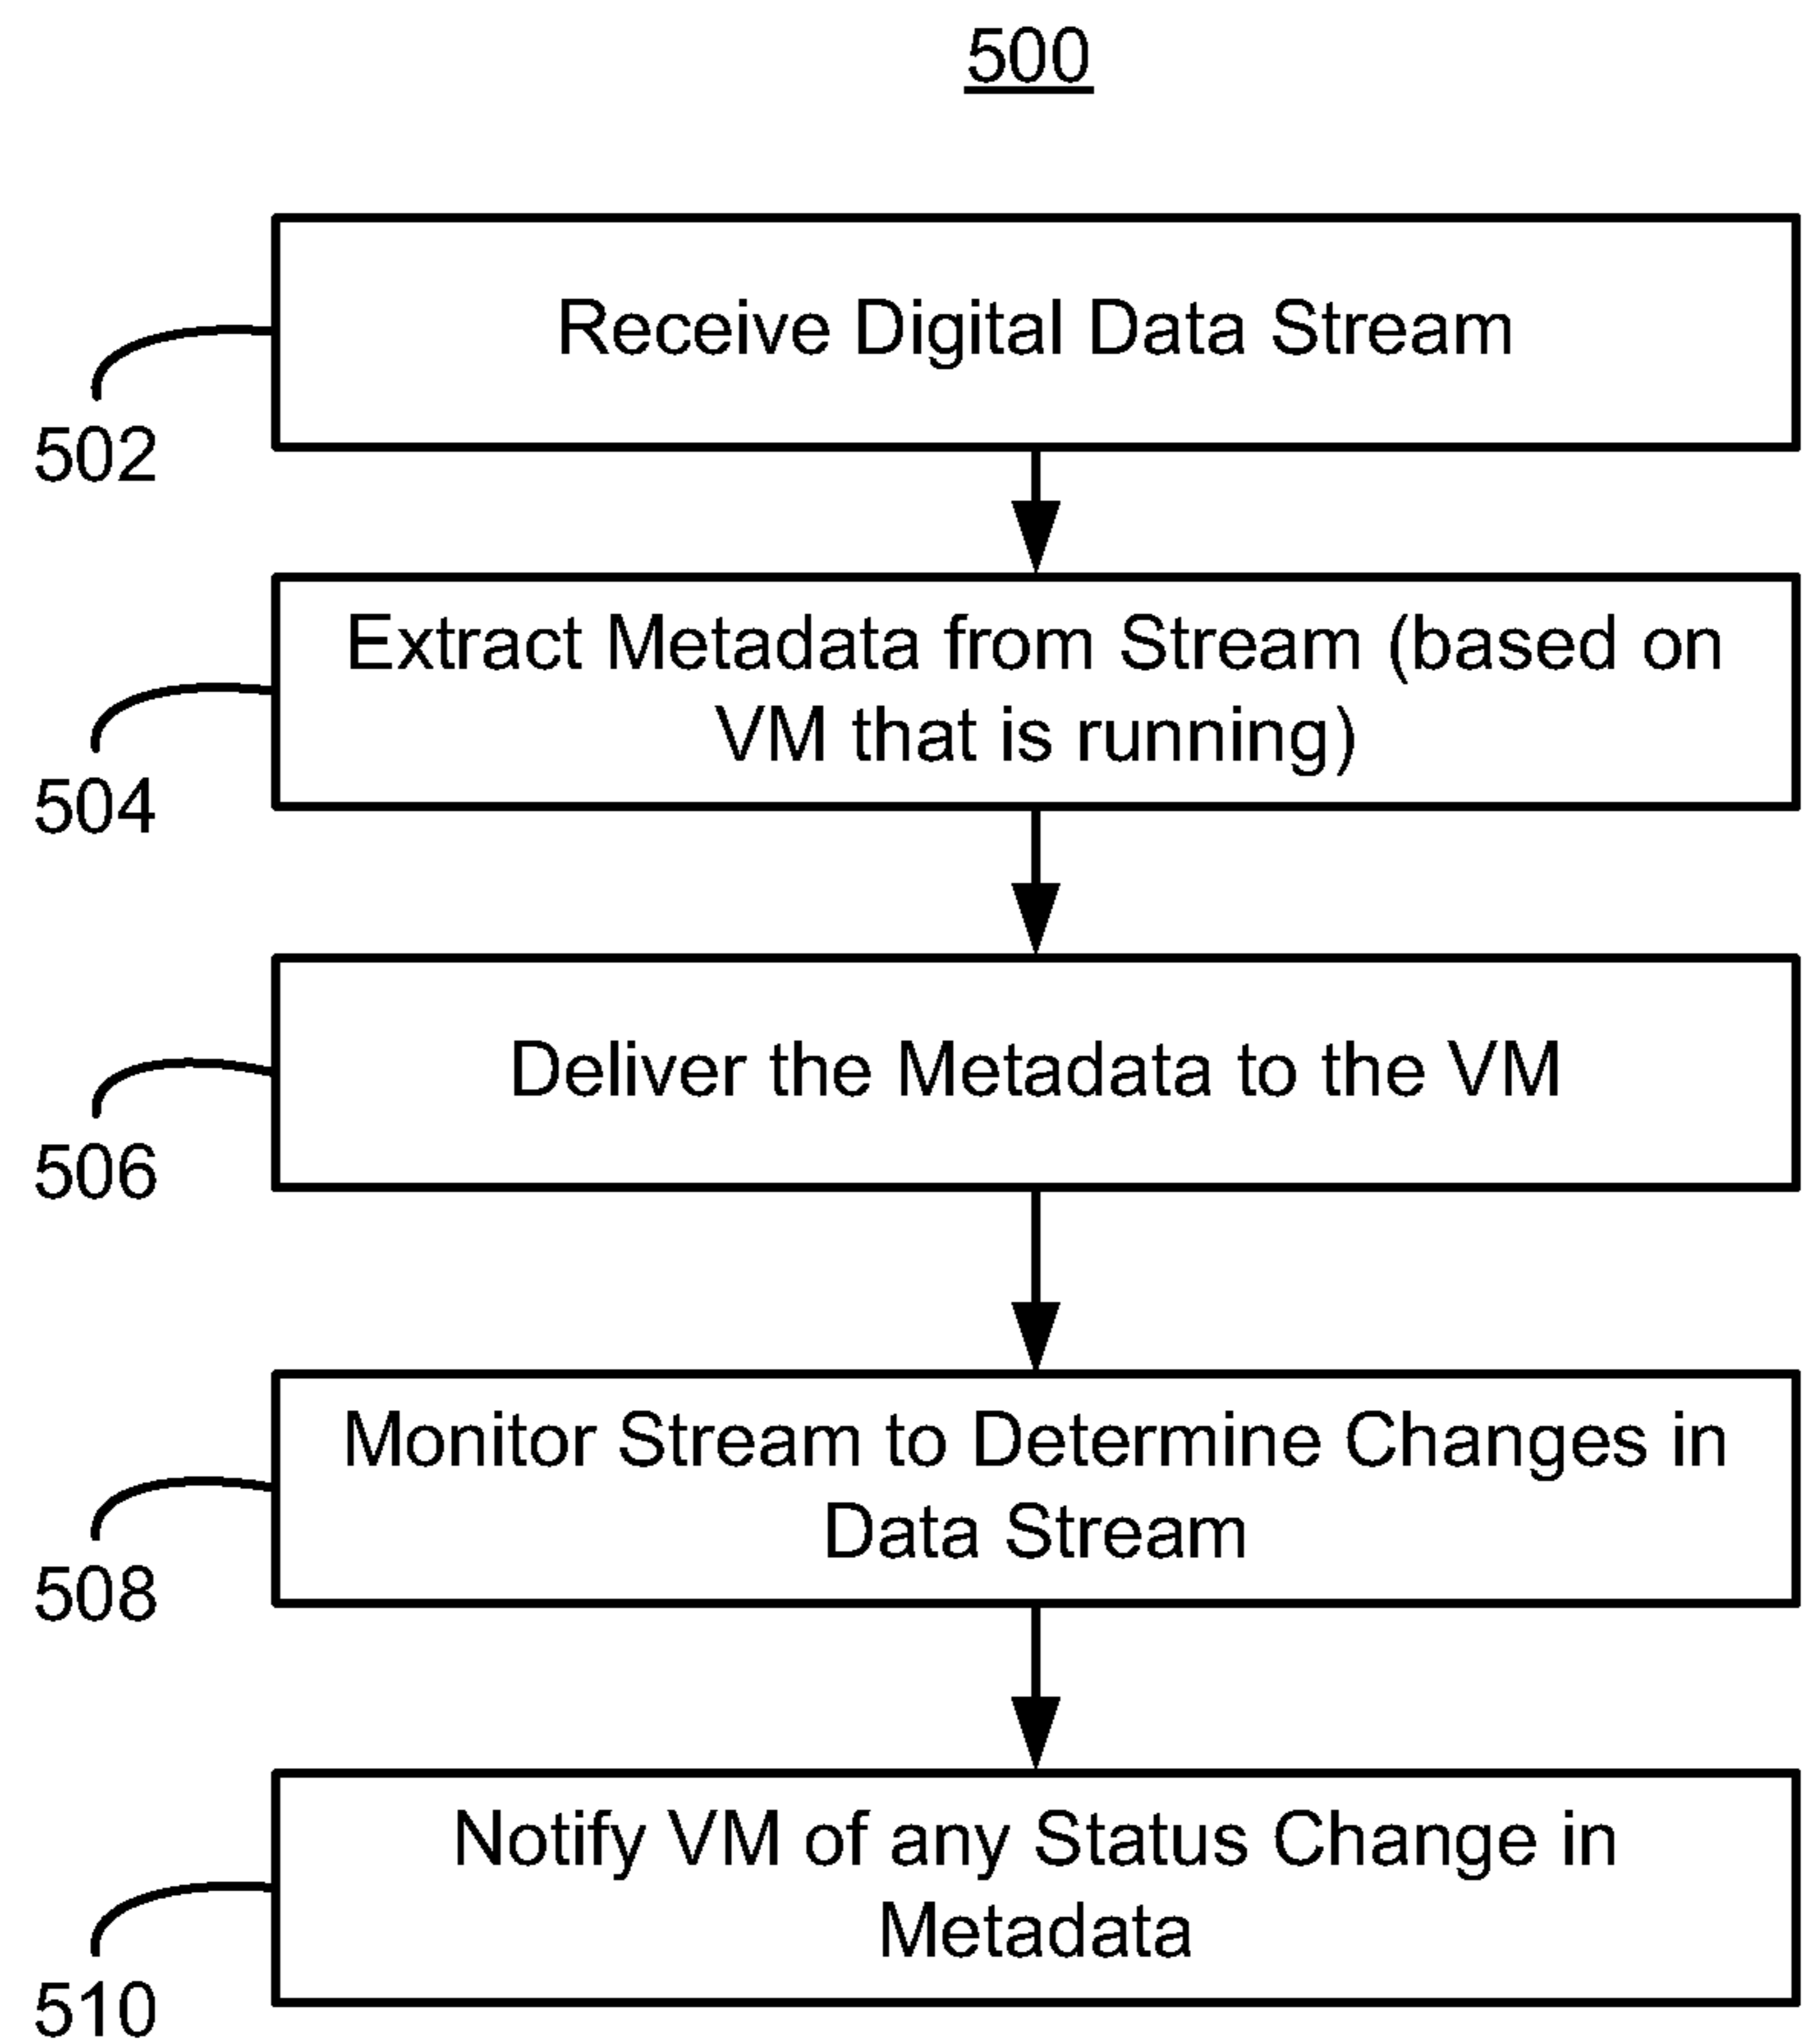 500
Receive Digital Data Stream
502
Extract Metadata from Stream (based on
VM that is running)
504
Deliver the Metadata to the VM
506
Monitor Stream to Determine Changes in
Data Stream
508
Notify VM of any Status Change in
Metadata
510